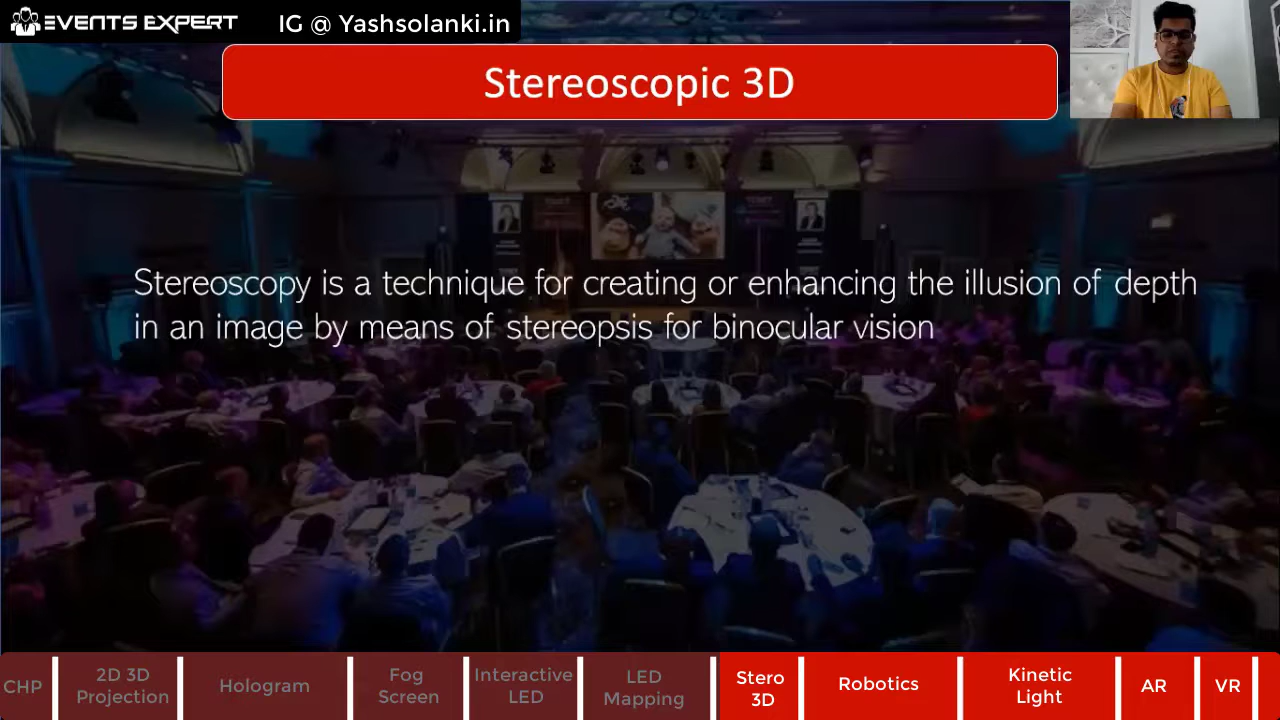 EVENTS EXPERT
IG @ Yashsolanki.in
Stereoscopic 3D
Stereoscopy is a technique for creating or enhancing the illusion of depth
in an image by means of stereopsis for binocular vision
CHP
2D 3D
Projection
Hologram
Fog
Screen
Interactive
LED
LED
Mapping
Stero
3D
Robotics
Kinetic
Light
AR
VR